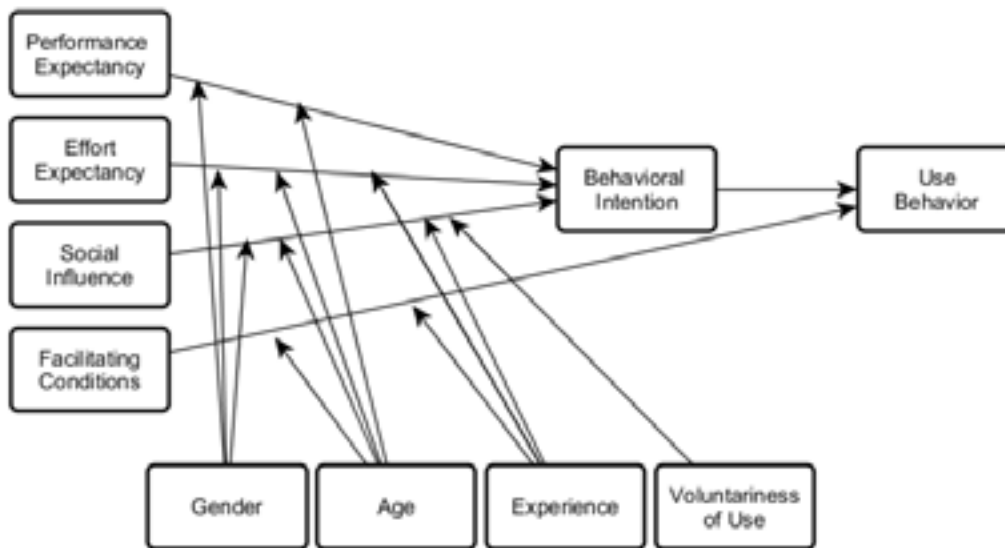 Performance
Expectancy
Effort
Expectancy
Social
Influence
Facilitating
Conditions
Behavioral
Intention
Use
Behavior
Gender
Age
Experience
Voluntariness
of Use